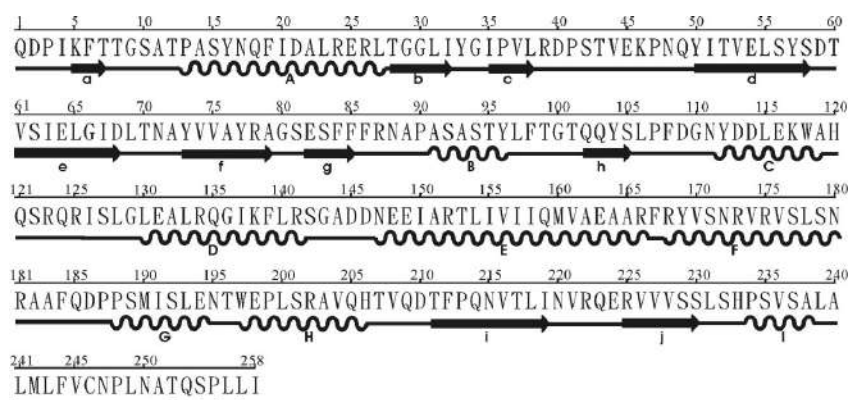 1 5 10 15 20 25 30 35 40 45 50 55 60
QDPIKFTTGSATPASYNQFIDALRERLTGGLIYGIPVLRDPSTVEKPNQYITVELSYSDT
a A b c d
61 65 70 75 80 85 90 95 100 105 110 115 120
VSIELGIDLTNAYVVAYRAGSESFFFRNAPASASTYLFTGTQQYSLPFDGNYDDLEKWAH
e f g B h C
121 125 130 135 140 145 150 155 160 165 170 175 180
QSRQRISLGLEALRQGIKFLRSGADDNEEIARTLIVIIQMVAEAARFRYVSNRVRVSLSN
D E F
181 185 190 195 200 205 210 215 220 225 230 235 240
RAAFQDPPSMISLENTWEPLSRAVQHTVQDTFPQNVTLINVRQERVVVSSLSHPSVSALA
G H i j I
241 245 250 258
LMLFVCNPLNATQSPLLI